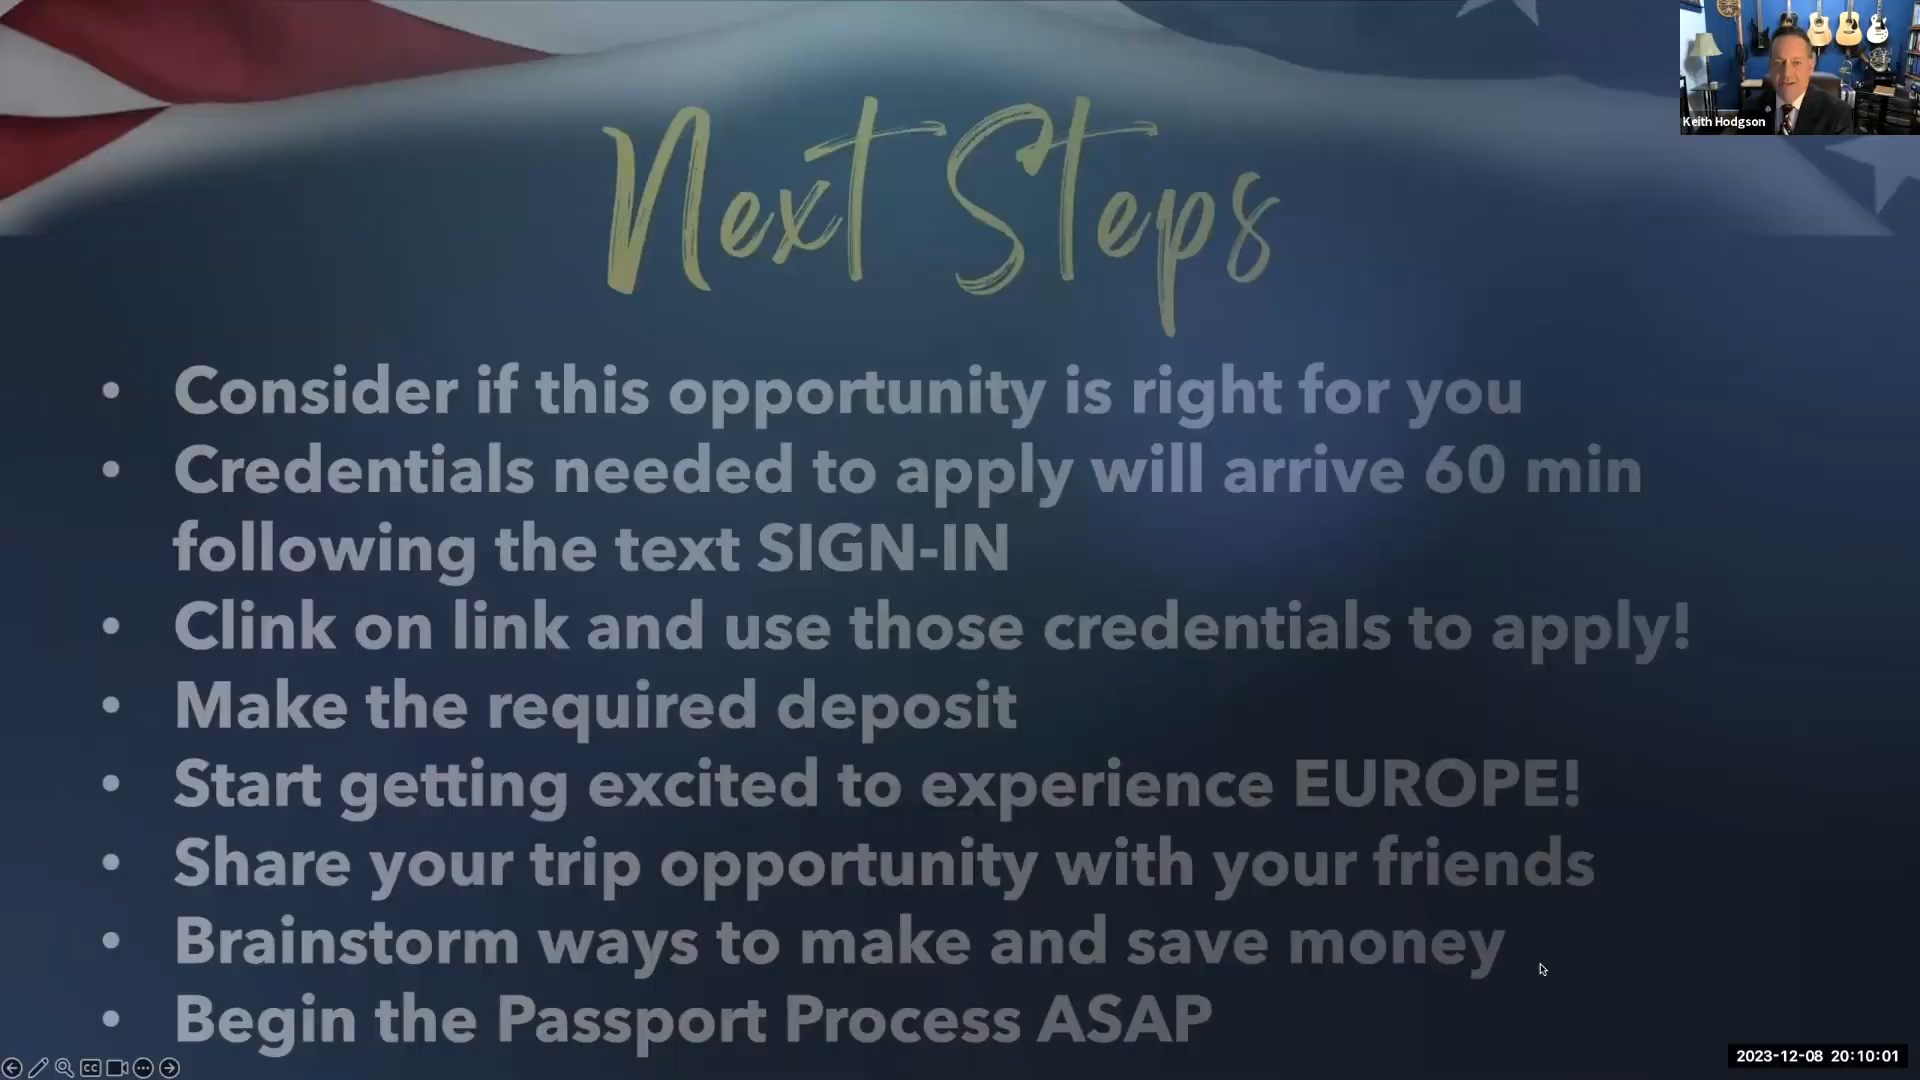 Keith Hodgson
Next Steps
• Consider if this opportunity is right for you
• Credentials needed to apply will arrive 60 min
following the text SIGN-IN
• Clink on link and use those credentials to apply!
• Make the required deposit
• Start getting excited to experience EUROPE!
• Share your trip opportunity with your friends
• Brainstorm ways to make and save money
• Begin the Passport Process ASAP
CC
2023-12-08 20:10:01